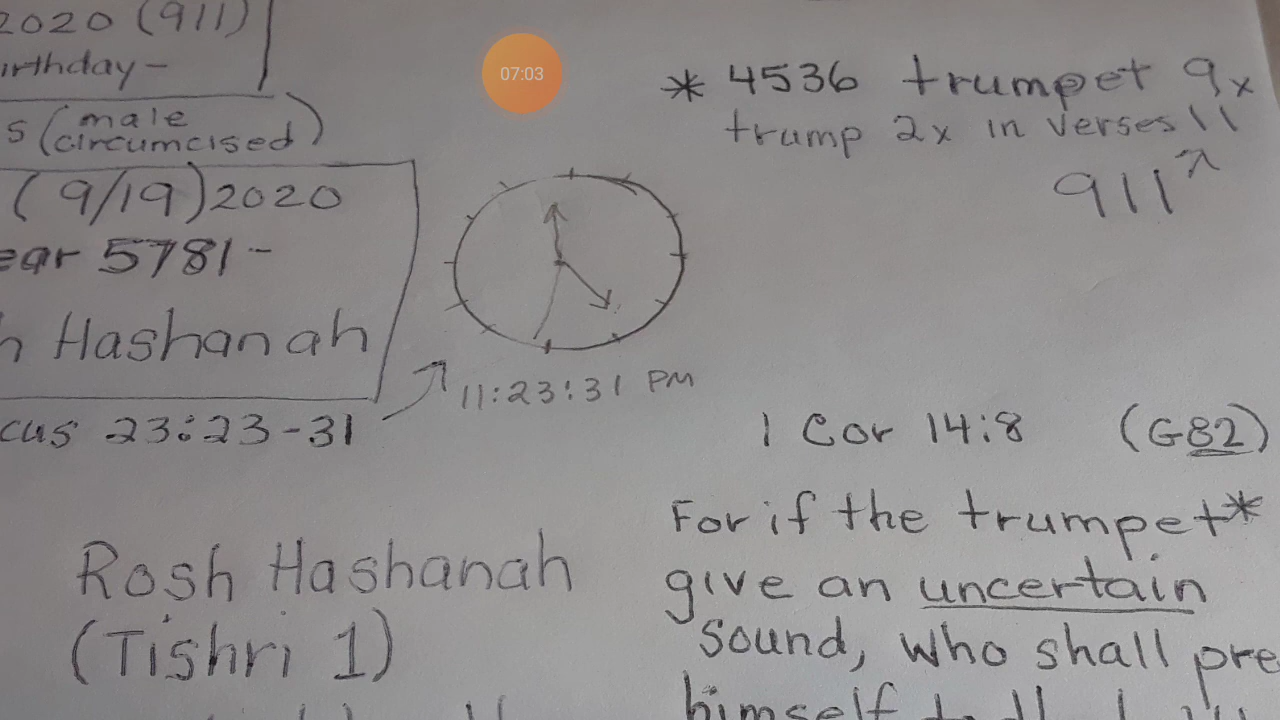 2020 (911)
irthday-
s (male circumcised)
(9/19) 2020
ear 5781-
h Hashanah
cus 23:23-31
07:03
11:23:31 PM
Rosh Hashanah
(Tishri 1)
* 4536 trumpet 9x
trump 2x in verses 11
911
1 Cor 14:8 (G82)
For if the trumpet*
give an uncertain
sound, who shall pre
himself to